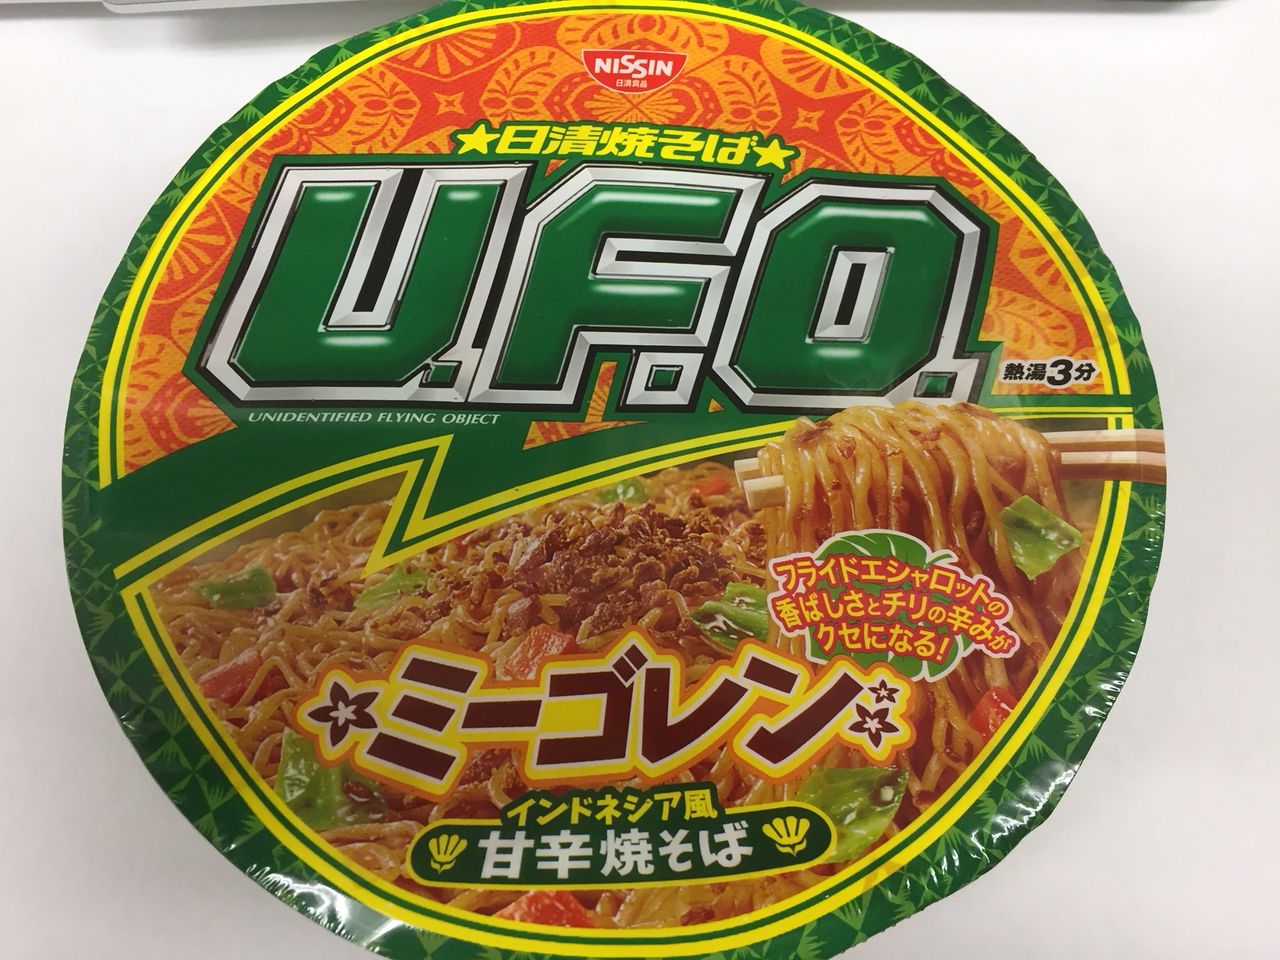 NISSIN
日清食品
★日清焼そば★
U.F.O.
UNIDENTIFIED FLYING OBJECT
熱湯3分
フライドエシャロットの
香ばしさとチリの辛みが
クセになる!
ミーゴレン
インドネシア風
甘辛焼そば